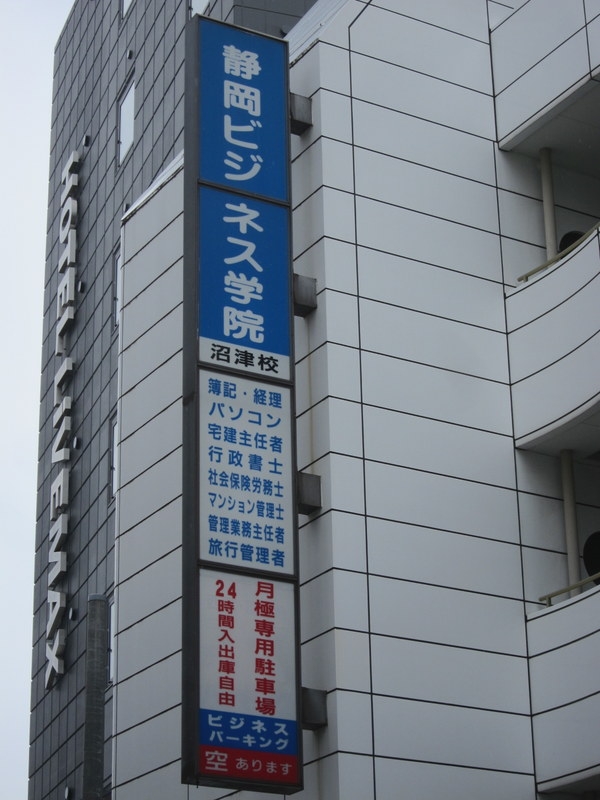 HOTEL LiVEMAX
静岡ビジネス学院
沼津校
簿記・経理
パソコン
宅建主任者
行政書士
社会保険労務士
マンション管理士
管理業務主任者
旅行管理者
月極専用駐車場
24時間入出庫自由
ビジネス
パーキング
空あります